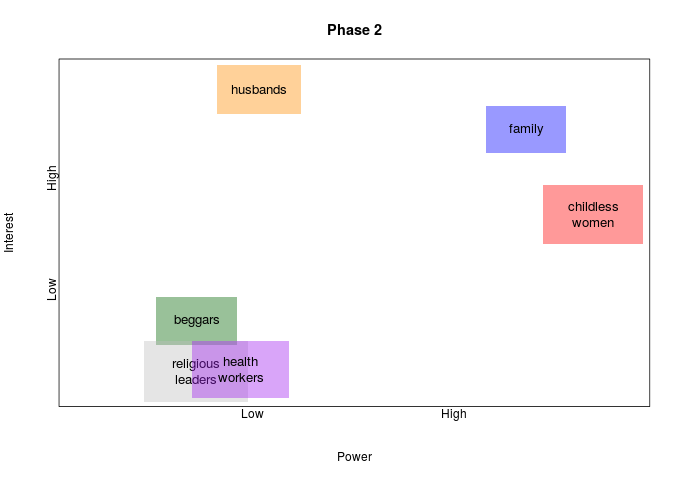 Phase 2
husbands
family
High
childless
women
Interest
Low
beggars
religious
leaders
health
workers
Low
High
Power